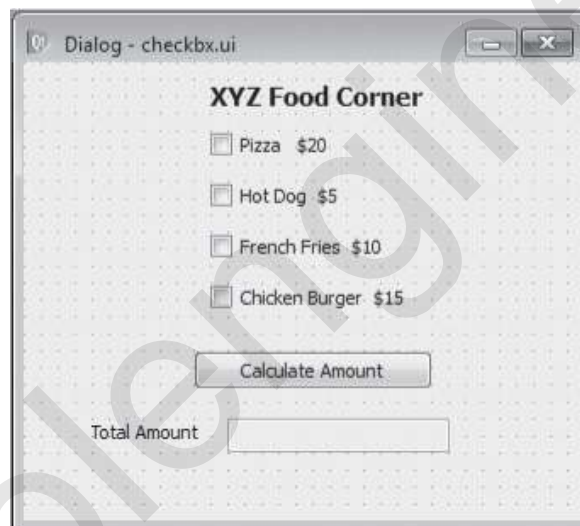 Dialog - checkbx.ui
XYZ Food Corner
Pizza $20
Hot Dog $5
French Fries $10
Chicken Burger $15
Calculate Amount
Total Amount